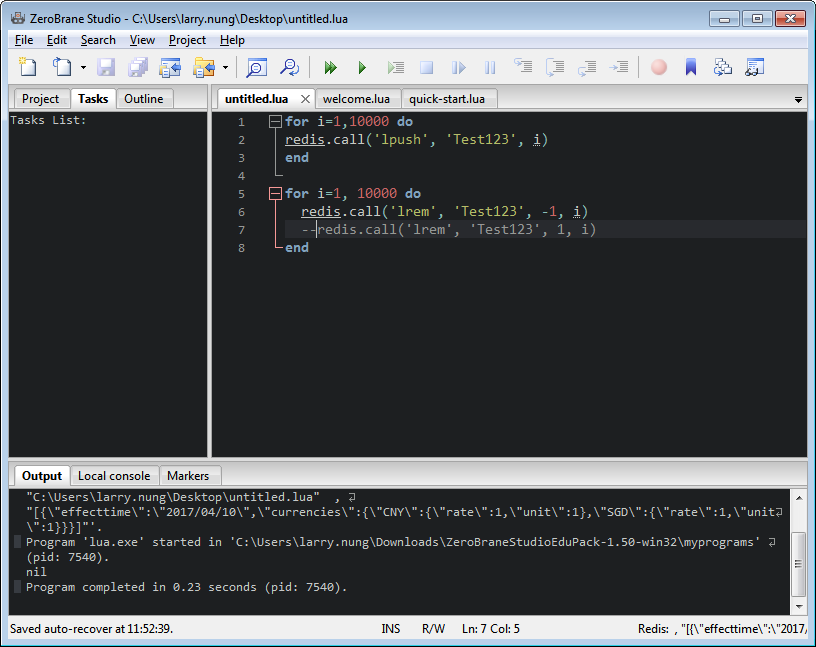 ZeroBrane Studio - C:\Users\larry.nung\Desktop\untitled.lua
File Edit Search View Project Help
Project Tasks Outline
Tasks List:
untitled.lua welcome.lua quick-start.lua
1 for i=1,10000 do
2 redis.call('lpush', 'Test123', i)
3 end
4
5 for i=1, 10000 do
6 redis.call('lrem', 'Test123', -1, i)
7 --redis.call('lrem', 'Test123', 1, i)
8 end
Output Local console Markers
"C:\Users\larry.nung\Desktop\untitled.lua" ,
"[{\"effecttime\":\"2017/04/10\",\"currencies\":{\"CNY\":{\"rate\":1,\"unit\":1},\"SGD\":{\"rate\":1,\"unit
\":1}}}]"'.
Program 'lua.exe' started in 'C:\Users\larry.nung\Downloads\ZeroBraneStudioEduPack-1.50-win32\myprograms'
(pid: 7540).
nil
Program completed in 0.23 seconds (pid: 7540).
Saved auto-recover at 11:52:39. INS R/W Ln: 7 Col: 5 Redis: , "[{\"effecttime\":\"2017/